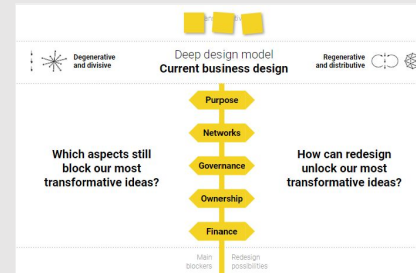 Degenerative
and divisive
Deep design model
Current business design
Regenerative
and distributive
Purpose
Networks
Governance
Ownership
Finance
Which aspects still
block our most
transformative ideas?
How can redesign
unlock our most
transformative ideas?
Main
blockers
Redesign
possibilities